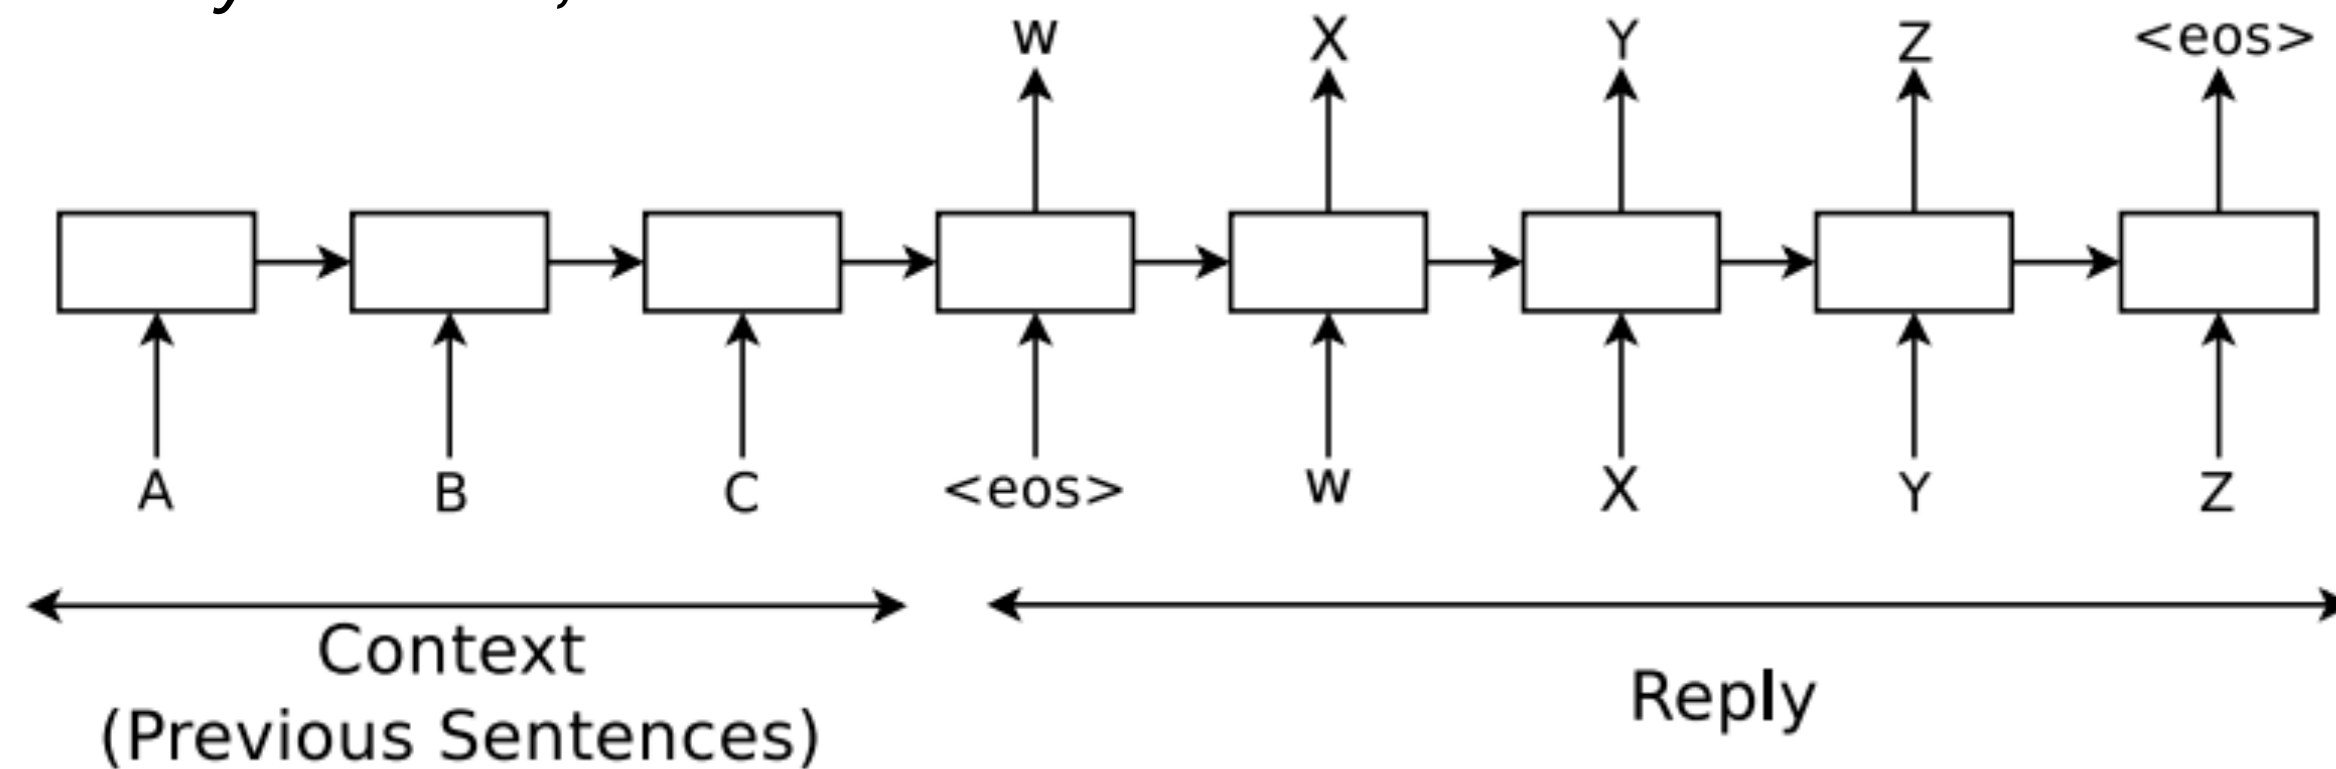 W X Y Z <eos>
A B C <eos> W X Y Z
Context
(Previous Sentences)
Reply